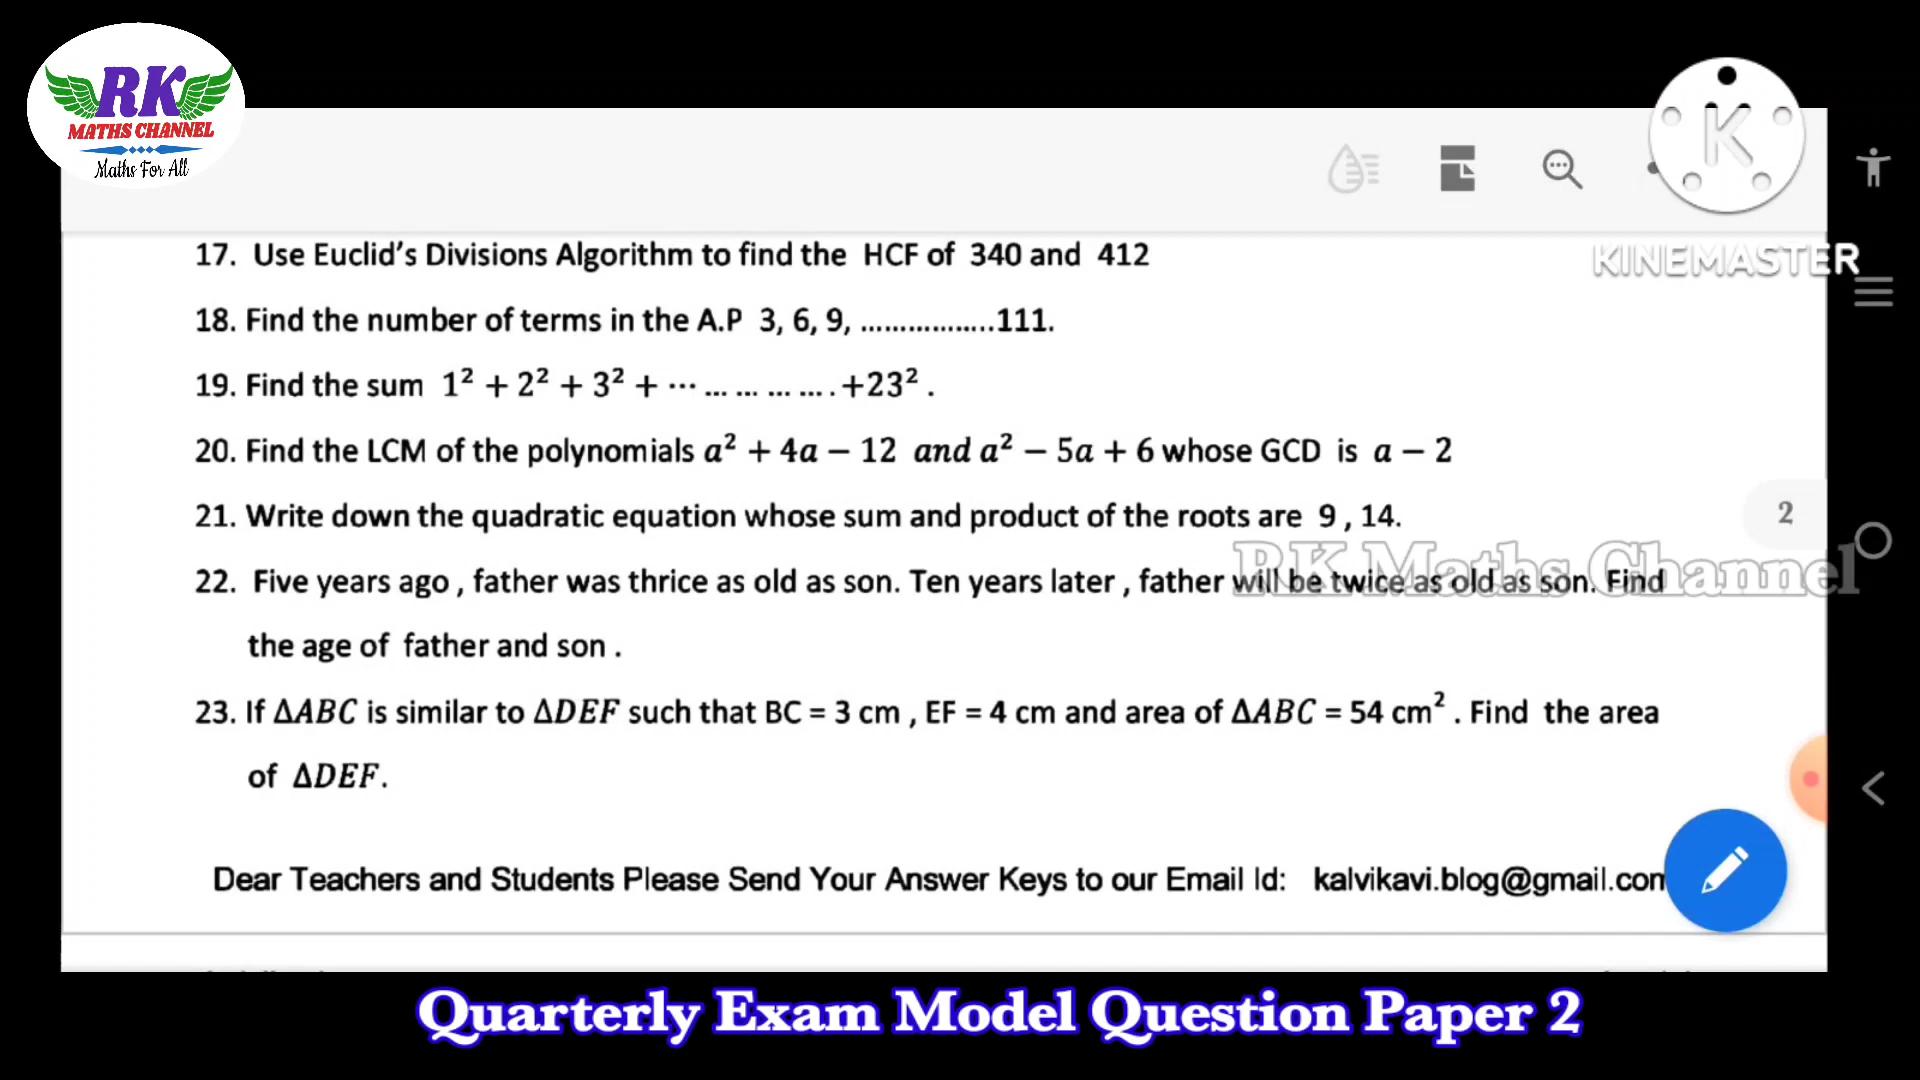 RK
MATHS CHANNEL
Maths For All
K
KINEMASTER
17. Use Euclid's Divisions Algorithm to find the HCF of 340 and 412
18. Find the number of terms in the A.P 3, 6, 9, .................111.
19. Find the sum 1² + 2² + 3² + ⋯ … … … … . +23² .
20. Find the LCM of the polynomials a² + 4a − 12 and a² − 5a + 6 whose GCD is a − 2
21. Write down the quadratic equation whose sum and product of the roots are 9 , 14.
2
RK Maths Channel
22. Five years ago , father was thrice as old as son. Ten years later , father will be twice as old as son. Find
the age of father and son .
23. If ΔABC is similar to ΔDEF such that BC = 3 cm , EF = 4 cm and area of ΔABC = 54 cm² . Find the area
of ΔDEF.
Dear Teachers and Students Please Send Your Answer Keys to our Email Id: kalvikavi.blog@gmail.com
Quarterly Exam Model Question Paper 2